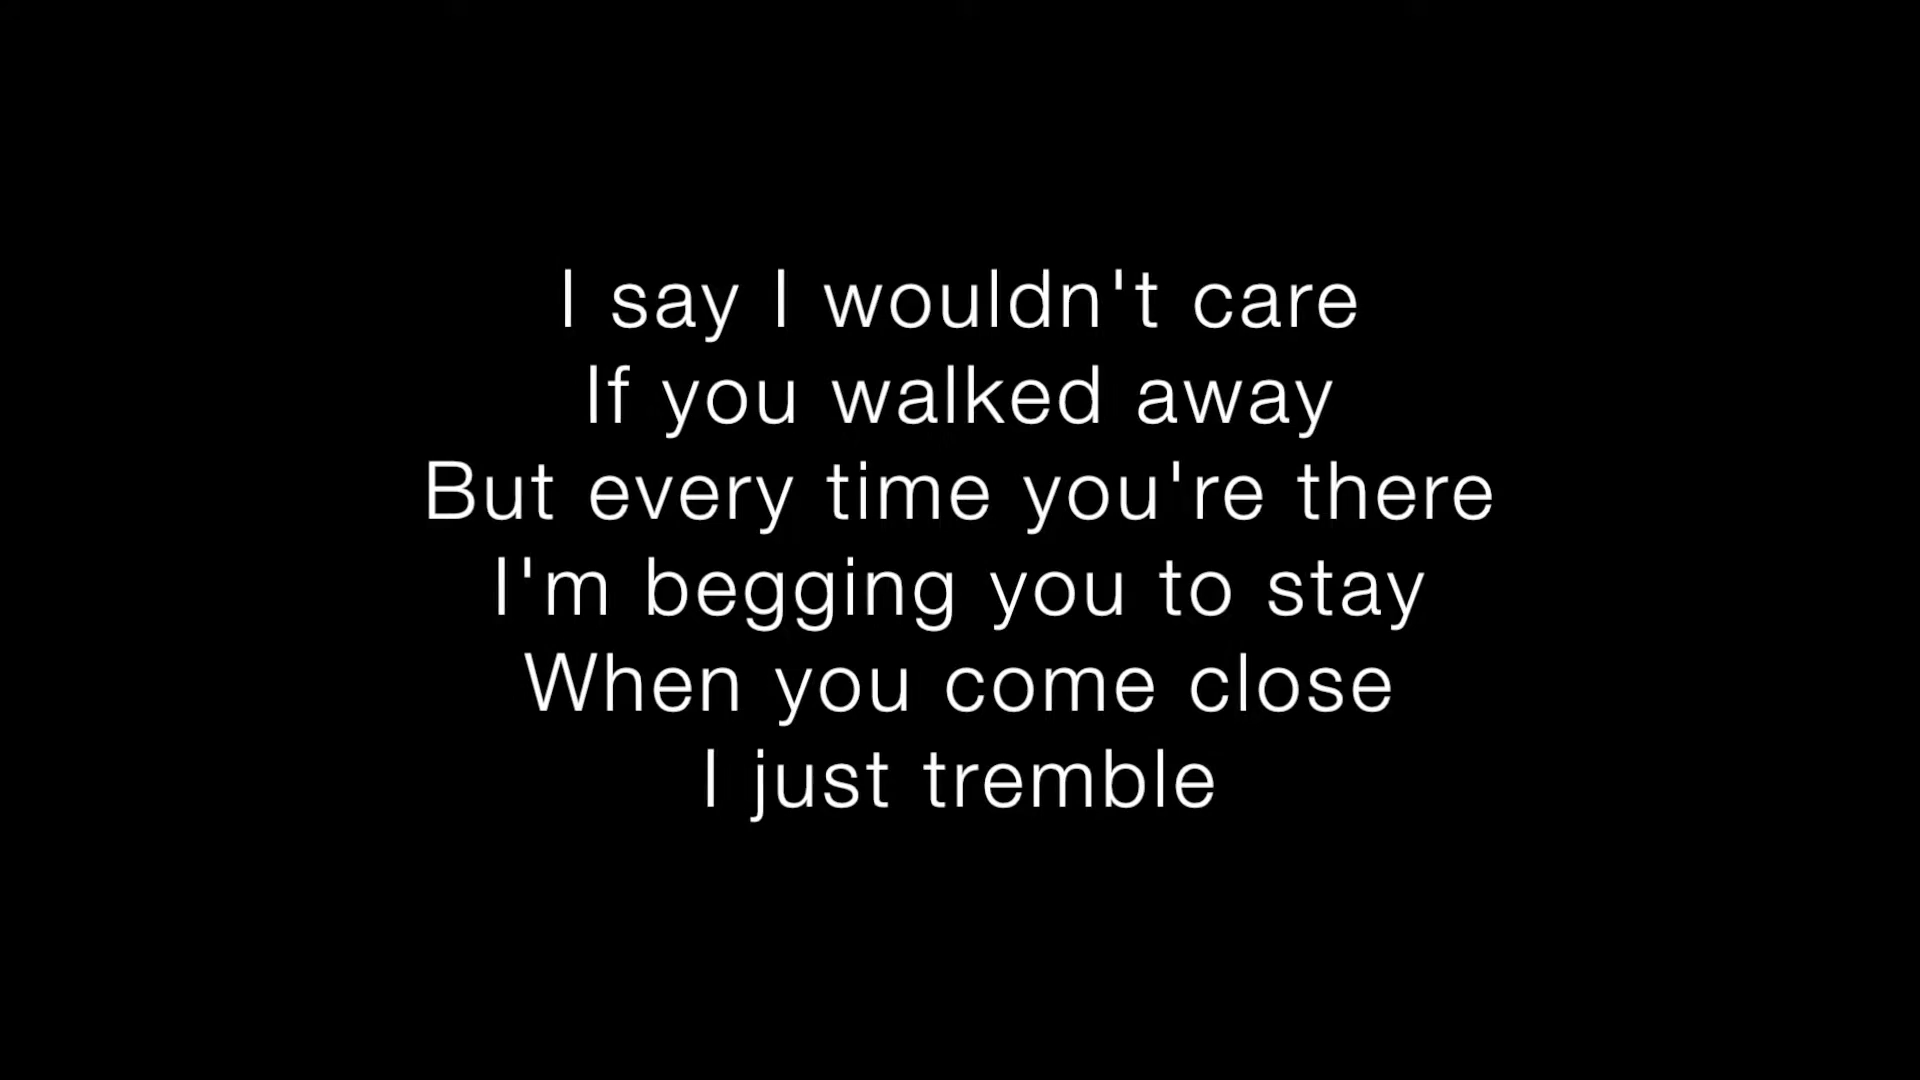 I say I wouldn't care
If you walked away
But every time you're there
I'm begging you to stay
When you come close
I just tremble